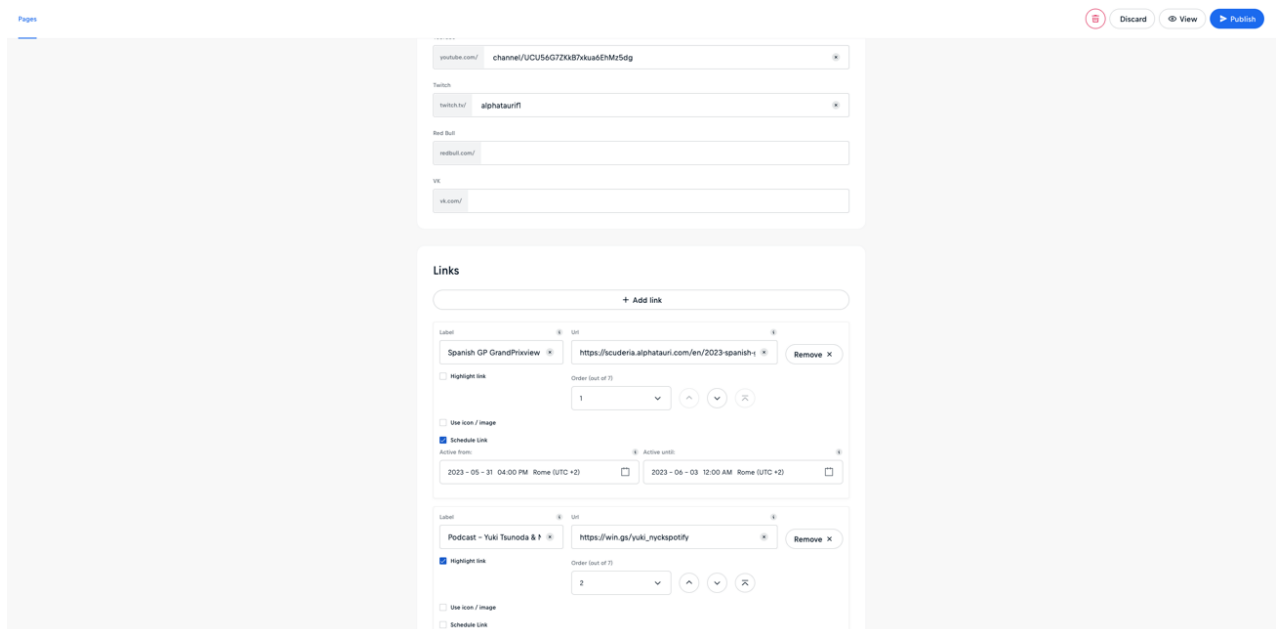 Pages
Discard
View
Publish
youtube.com/ channel/UCU56G7ZKkB7xkua6EhMz5dg
Twitch
twitch.tv/ alphataurif1
Red Bull
redbull.com/
VK
vk.com/
Links
+ Add link
Label Url
Spanish GP GrandPrixview https://scuderia.alphatauri.com/en/2023-spanish- Remove ×
Highlight link Order (out of 7)
1
Use icon / image
Schedule Link
Active from: Active until:
2023 - 05 - 31 04:00 PM Rome (UTC +2) 2023 - 06 - 03 12:00 AM Rome (UTC +2)
Label Url
Podcast - Yuki Tsunoda & https://win.gs/yuki_nyckspotify Remove ×
Highlight link Order (out of 7)
2
Use icon / image
Schedule Link